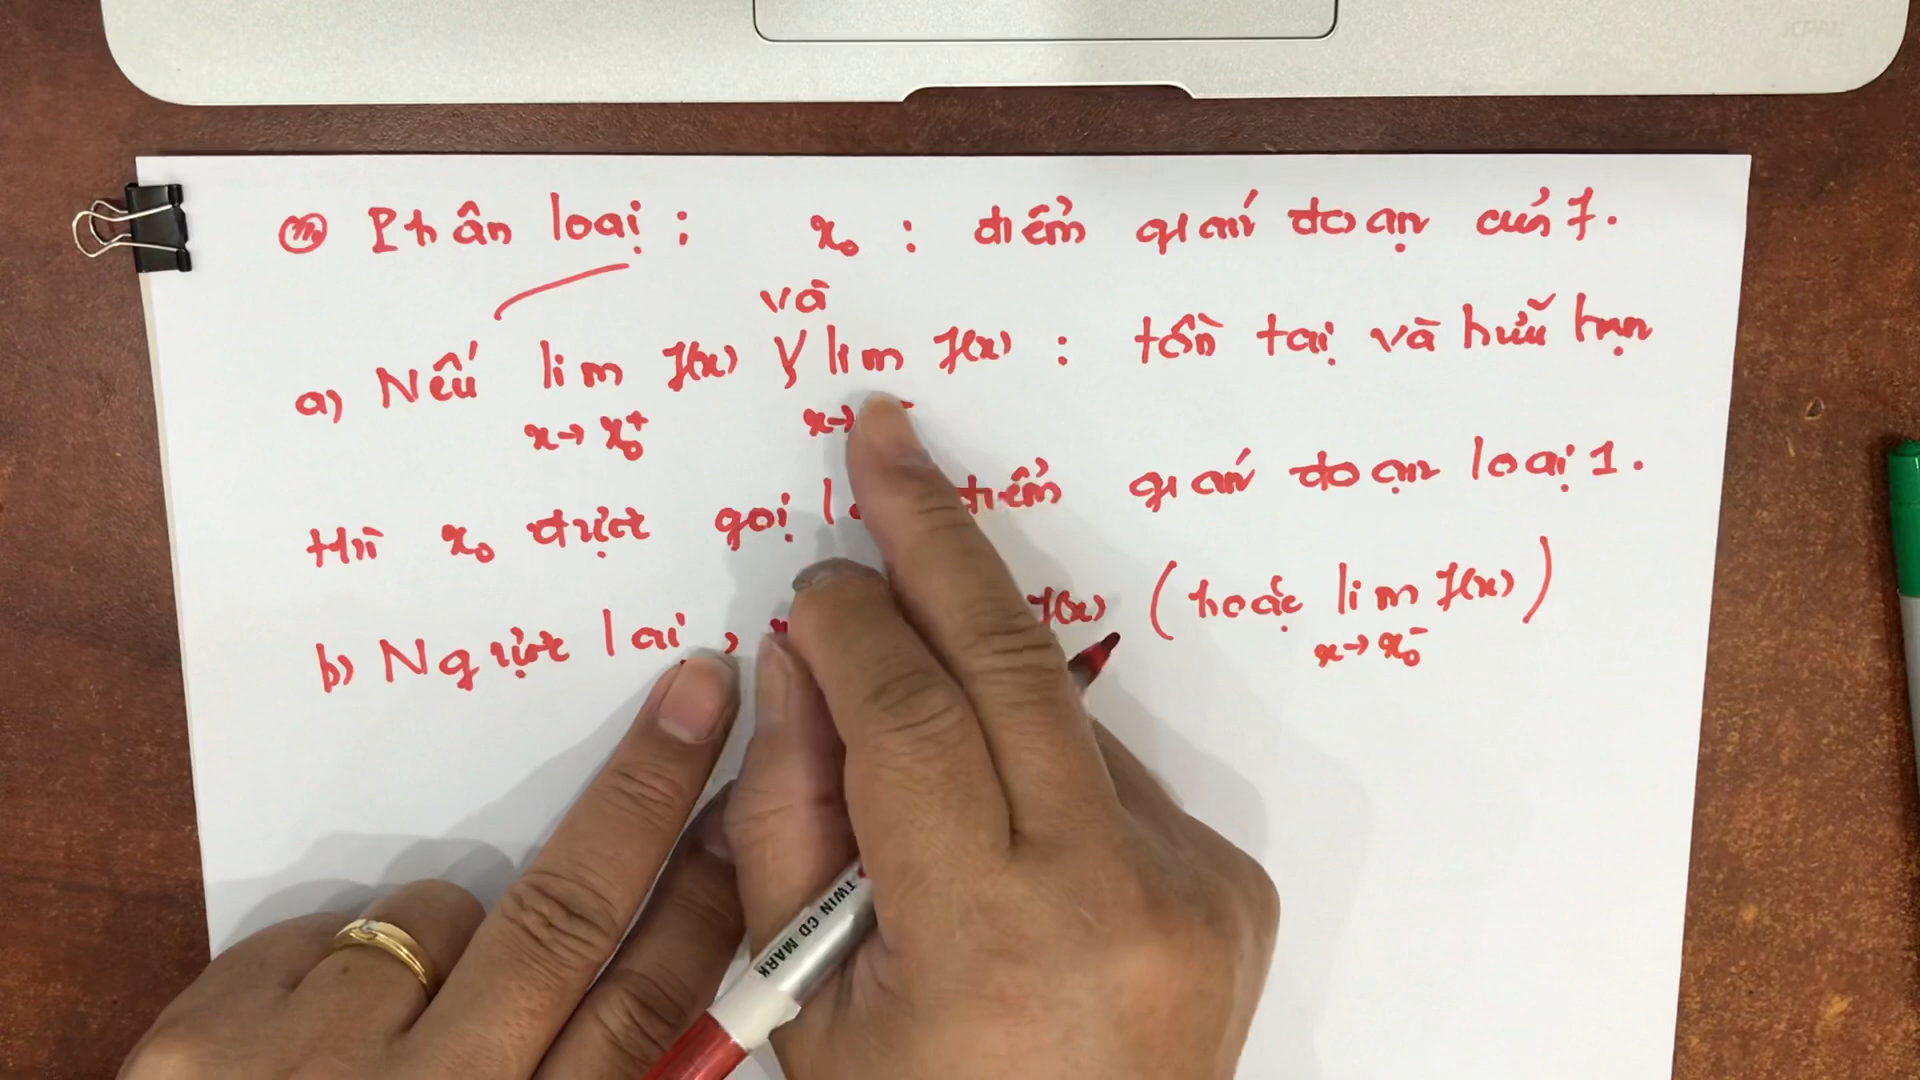 Phân loại : x₀ : điểm gián đoạn của f.
và
a) Nếu lim f(x) lim f(x) : tồn tại và hữu hạn
x→x₀⁺ x→
thì x₀ được gọi điểm gián đoạn loại 1.
b) Ngược lại, f(x) (hoặc lim f(x))
x→x₀⁻
TWIN CD MARK